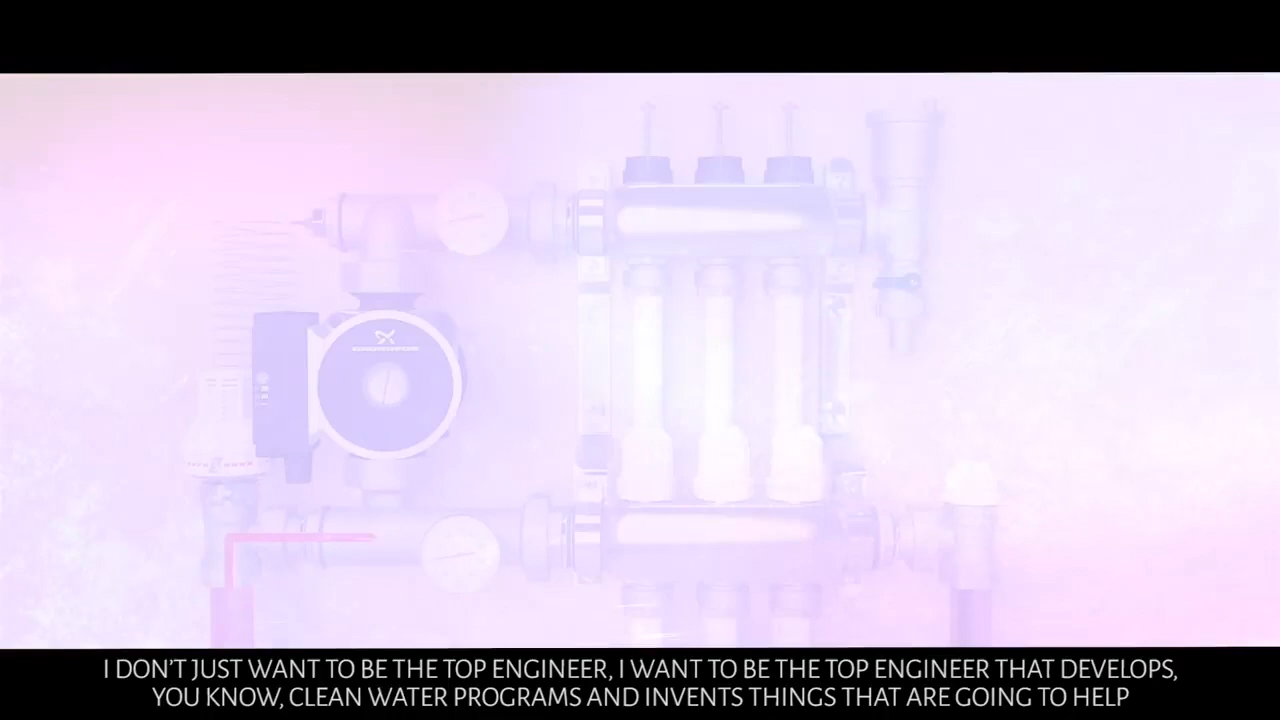 I DON'T JUST WANT TO BE THE TOP ENGINEER, I WANT TO BE THE TOP ENGINEER THAT DEVELOPS,
YOU KNOW, CLEAN WATER PROGRAMS AND INVENTS THINGS THAT ARE GOING TO HELP